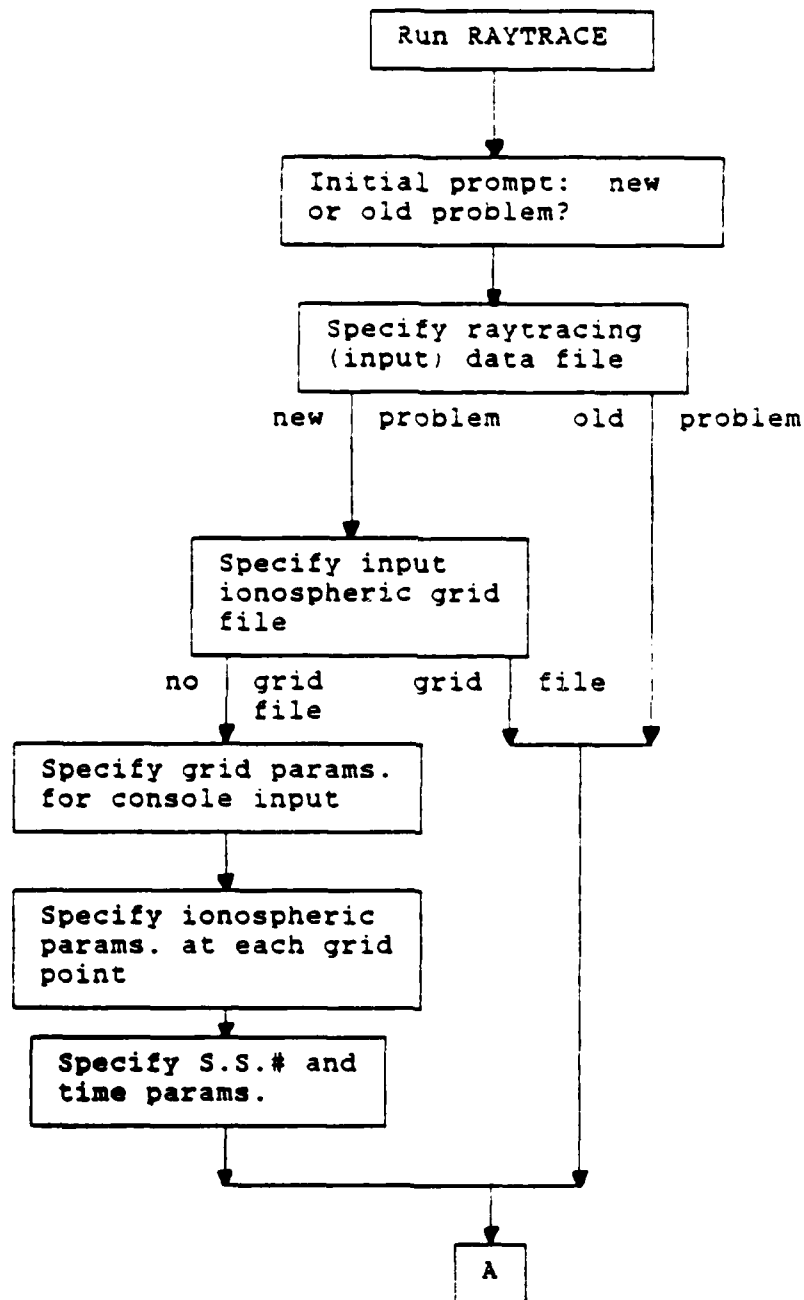 Run RAYTRACE
Initial prompt: new
or old problem?
Specify raytracing
(input) data file
new problem old problem
Specify input
ionospheric grid
file
no grid grid file
file
Specify grid params.
for console input
Specify ionospheric
params. at each grid
point
Specify S.S.# and
time params.
A